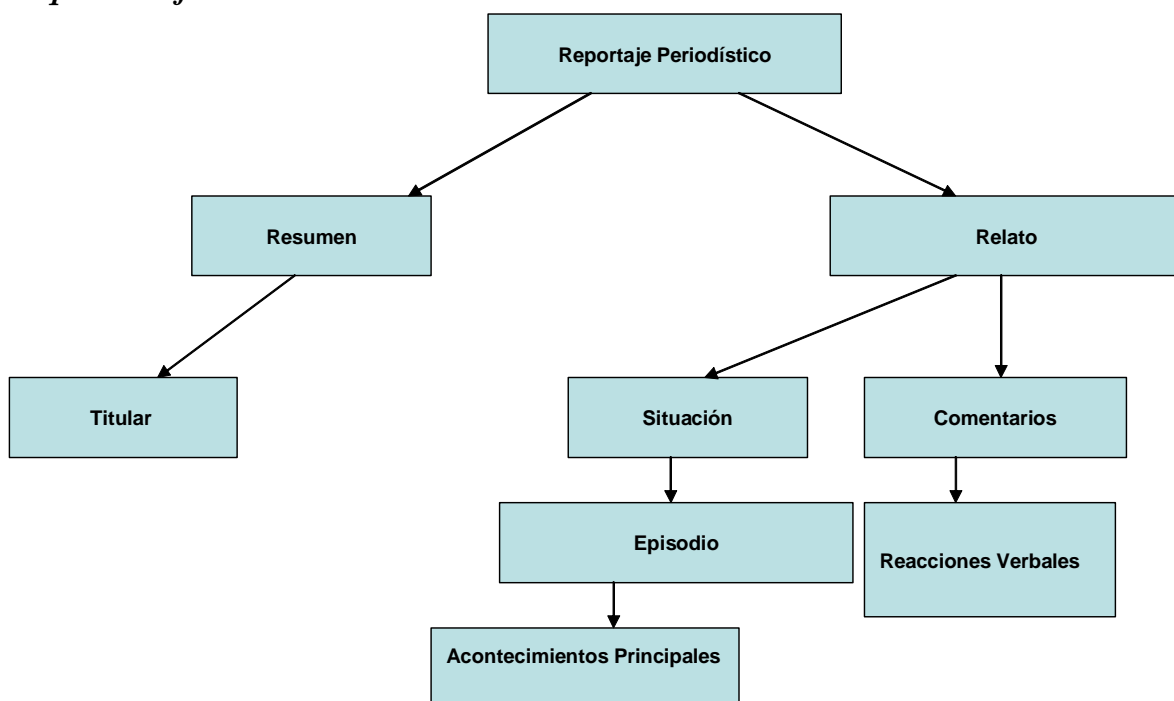 Reportaje Periodístico
Resumen
Relato
Titular
Situación
Comentarios
Episodio
Reacciones Verbales
Acontecimientos Principales